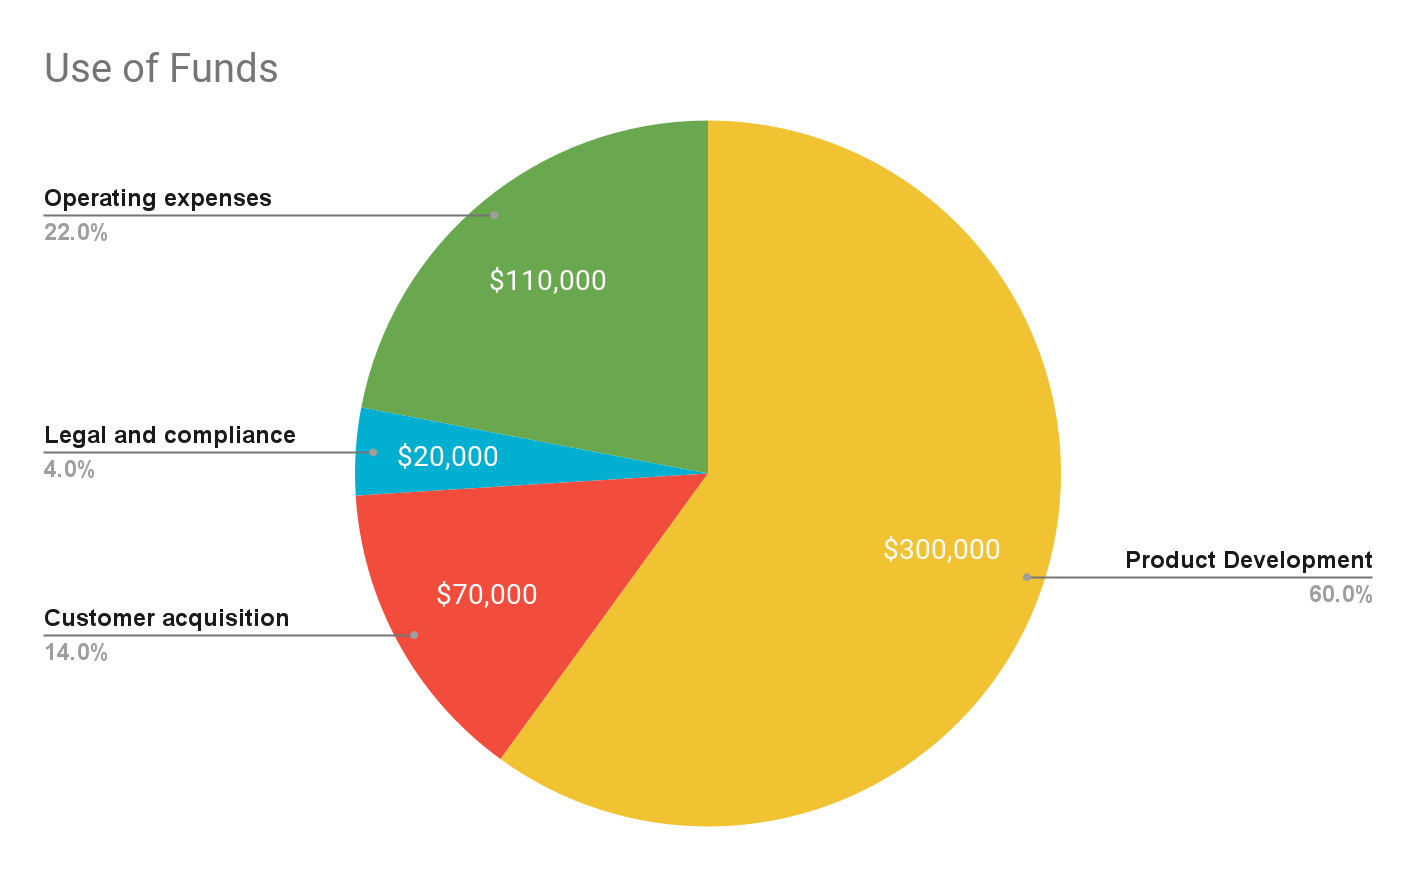 Use of Funds
Operating expenses
22.0%
$110,000
Legal and compliance
4.0%
$20,000
$300,000
Product Development
60.0%
$70,000
Customer acquisition
14.0%